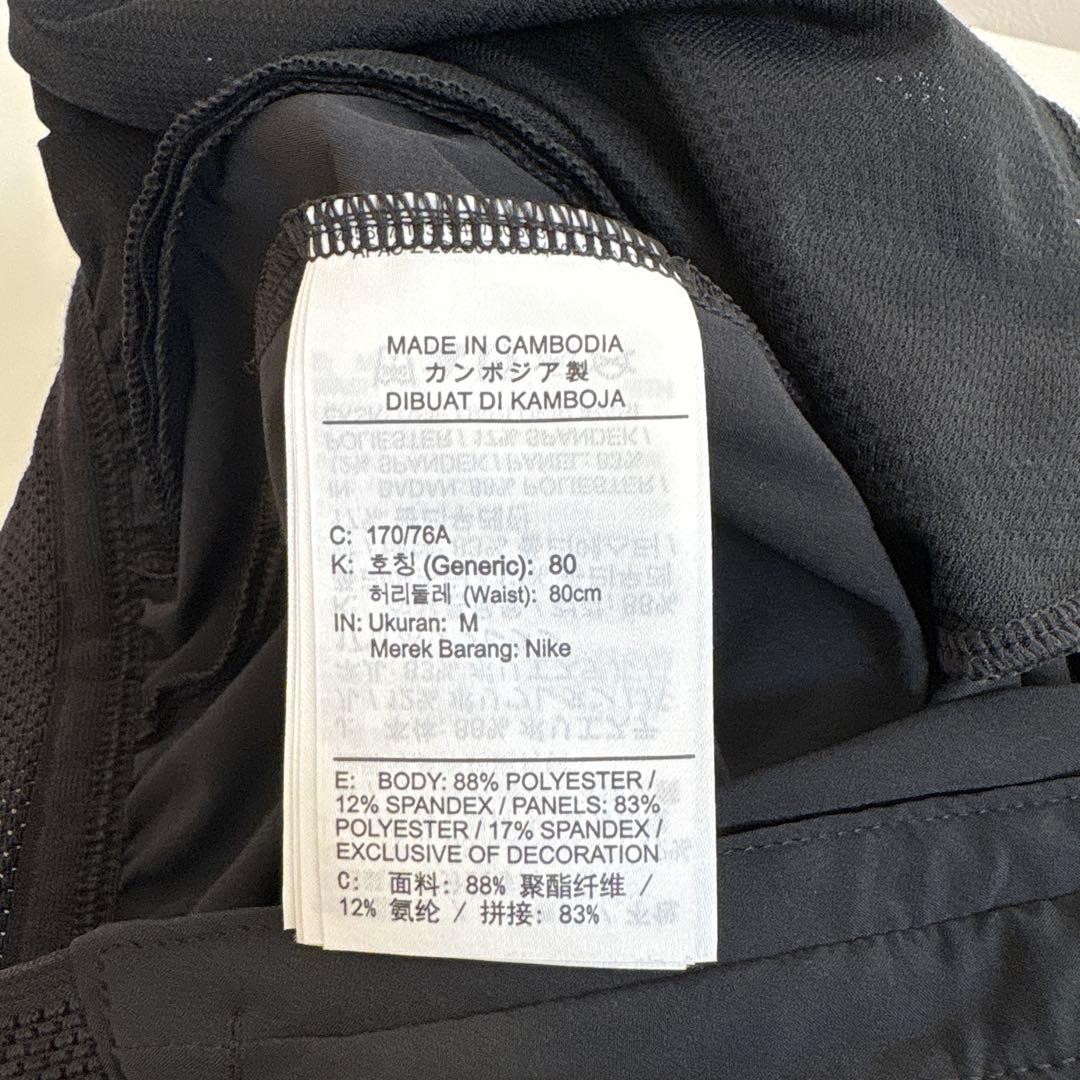 MADE IN CAMBODIA
カンボジア製
DIBUAT DI KAMBOJA
C: 170/76A
K: 호칭 (Generic): 80
허리둘레 (Waist): 80cm
IN: Ukuran: M
Merek Barang: Nike
E: BODY: 88% POLYESTER /
12% SPANDEX / PANELS: 83%
POLYESTER / 17% SPANDEX /
EXCLUSIVE OF DECORATION
C: 面料: 88% 聚酯纤维 /
12% 氨纶 / 拼接: 83%